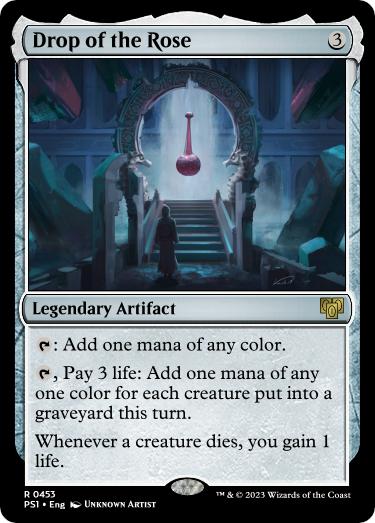 Drop of the Rose 3
Legendary Artifact
: Add one mana of any color.
, Pay 3 life: Add one mana of any
one color for each creature put into a
graveyard this turn.
Whenever a creature dies, you gain 1
life.
R 0453
PS1 • Eng Unknown Artist
™ & © 2023 Wizards of the Coast